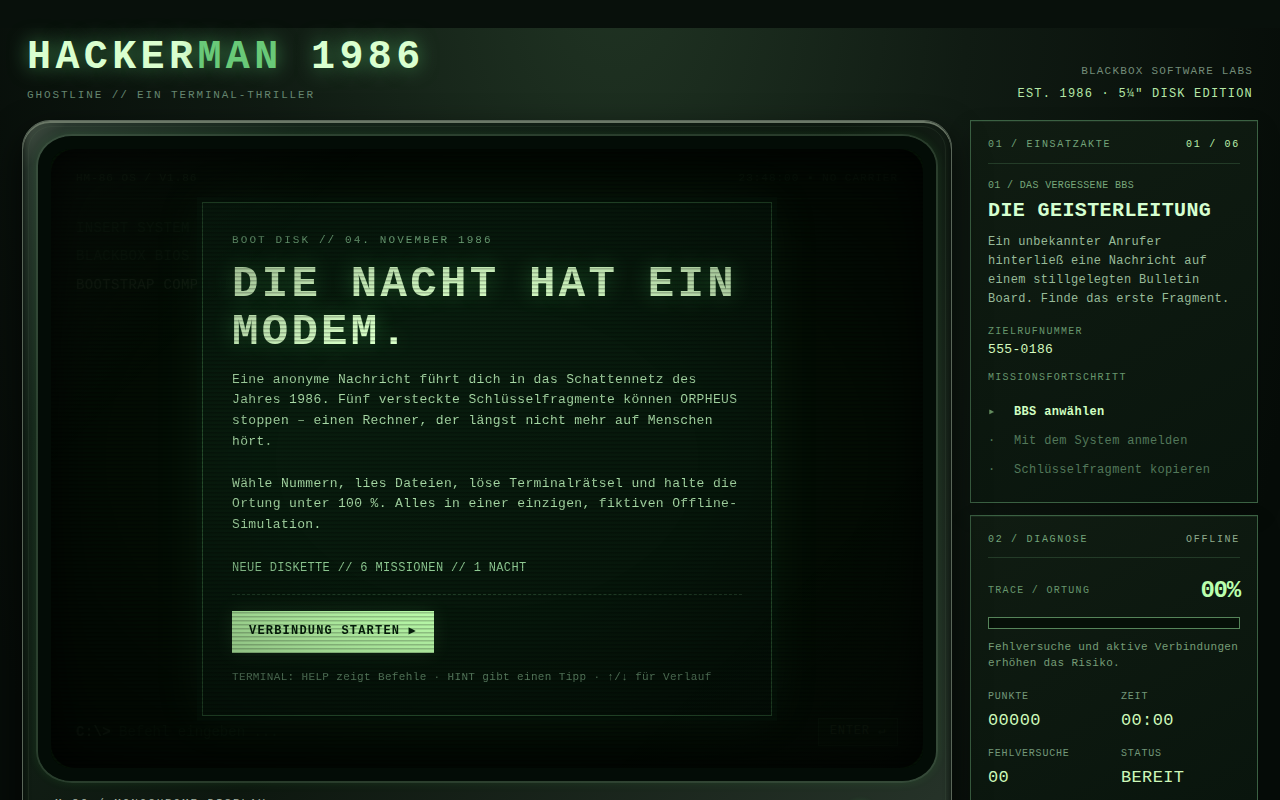 HACKERMAN 1986
GHOSTLINE // EIN TERMINAL-THRILLER
BLACKBOX SOFTWARE LABS
EST. 1986 · 5¼" DISK EDITION
BOOTSTRAP COMP
BOOT DISK // 04. NOVEMBER 1986
DIE NACHT HAT EIN
MODEM.
Eine anonyme Nachricht führt dich in das Schattennetz des
Jahres 1986. Fünf versteckte Schlüsselfragmente können ORPHEUS
stoppen – einen Rechner, der längst nicht mehr auf Menschen
hört.
Wähle Nummern, lies Dateien, löse Terminalrätsel und halte die
Ortung unter 100 %. Alles in einer einzigen, fiktiven Offline-
Simulation.
NEUE DISKETTE // 6 MISSIONEN // 1 NACHT
VERBINDUNG STARTEN ▶
TERMINAL: HELP zeigt Befehle · HINT gibt einen Tipp · ↑/↓ für Verlauf
C:\>
01 / EINSATZAKTE 01 / 06
01 / DAS VERGESSENE BBS
DIE GEISTERLEITUNG
Ein unbekannter Anrufer
hinterließ eine Nachricht auf
einem stillgelegten Bulletin
Board. Finde das erste Fragment.
ZIELRUFNUMMER
555-0186
MISSIONSFORTSCHRITT
▸ BBS anwählen
· Mit dem System anmelden
· Schlüsselfragment kopieren
02 / DIAGNOSE OFFLINE
TRACE / ORTUNG 00%
Fehlversuche und aktive Verbindungen
erhöhen das Risiko.
PUNKTE ZEIT
00000 00:00
FEHLVERSUCHE STATUS
00 BEREIT